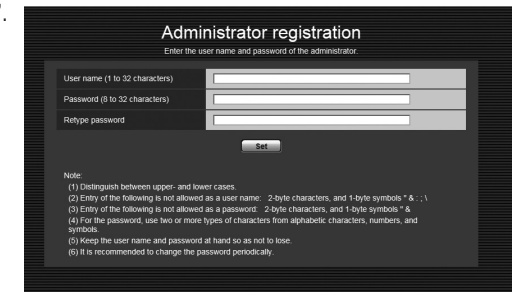 Administrator registration
Enter the user name and password of the administrator.
User name (1 to 32 characters)
Password (8 to 32 characters)
Retype password
Set
Note:
(1) Distinguish between upper- and lower cases.
(2) Entry of the following is not allowed as a user name: 2-byte characters, and 1-byte symbols " & : ; \
(3) Entry of the following is not allowed as a password: 2-byte characters, and 1-byte symbols " &
(4) For the password, use two or more types of characters from alphabetic characters, numbers, and
symbols.
(5) Keep the user name and password at hand so as not to lose.
(6) It is recommended to change the password periodically.